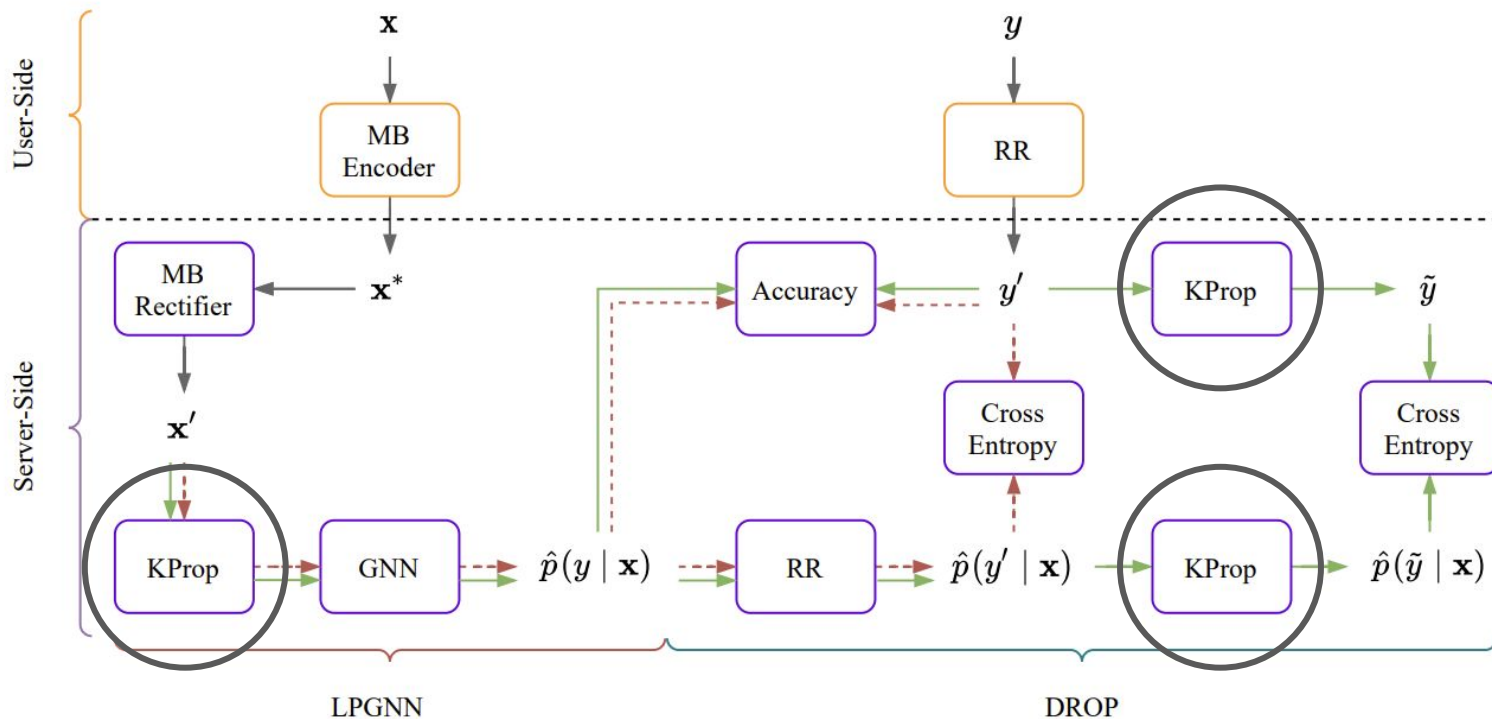 x
y
User-Side
MB
Encoder
RR
MB
Rectifier
x*
Accuracy
y′
KProp
ỹ
Server-Side
x′
Cross
Entropy
Cross
Entropy
KProp
GNN
p̂(y | x)
RR
p̂(y′ | x)
KProp
p̂(ỹ | x)
LPGNN
DROP